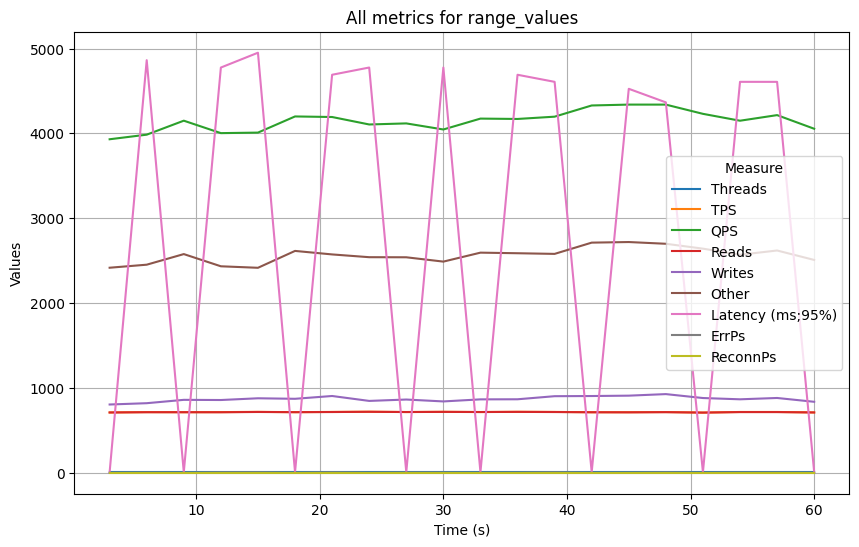 All metrics for range_values
5000
4000
3000
2000
1000
0
Values
Measure
Threads
TPS
QPS
Reads
Writes
Other
Latency (ms;95%)
ErrPs
ReconnPs
10 20 30 40 50 60
Time (s)